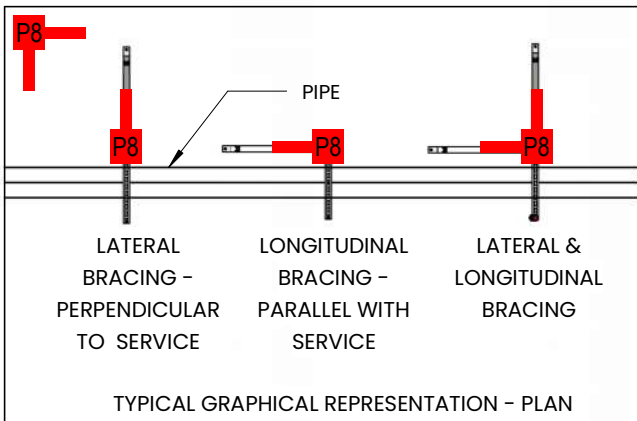 P8
PIPE
P8
P8
P8
LATERAL
BRACING -
PERPENDICULAR
TO SERVICE
LONGITUDINAL
BRACING -
PARALLEL WITH
SERVICE
LATERAL &
LONGITUDINAL
BRACING
TYPICAL GRAPHICAL REPRESENTATION - PLAN